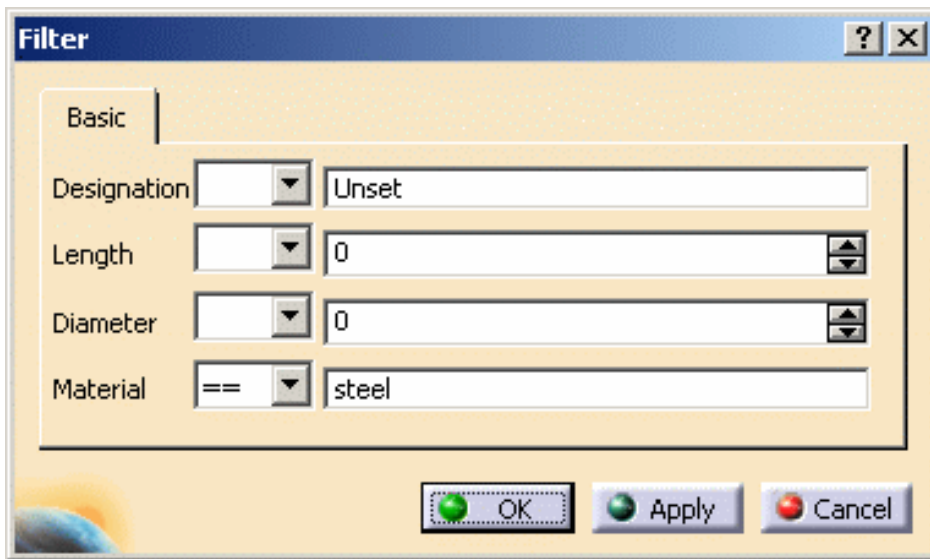 Filter
Basic
Designation Unset
Length 0
Diameter 0
Material == steel
OK Apply Cancel